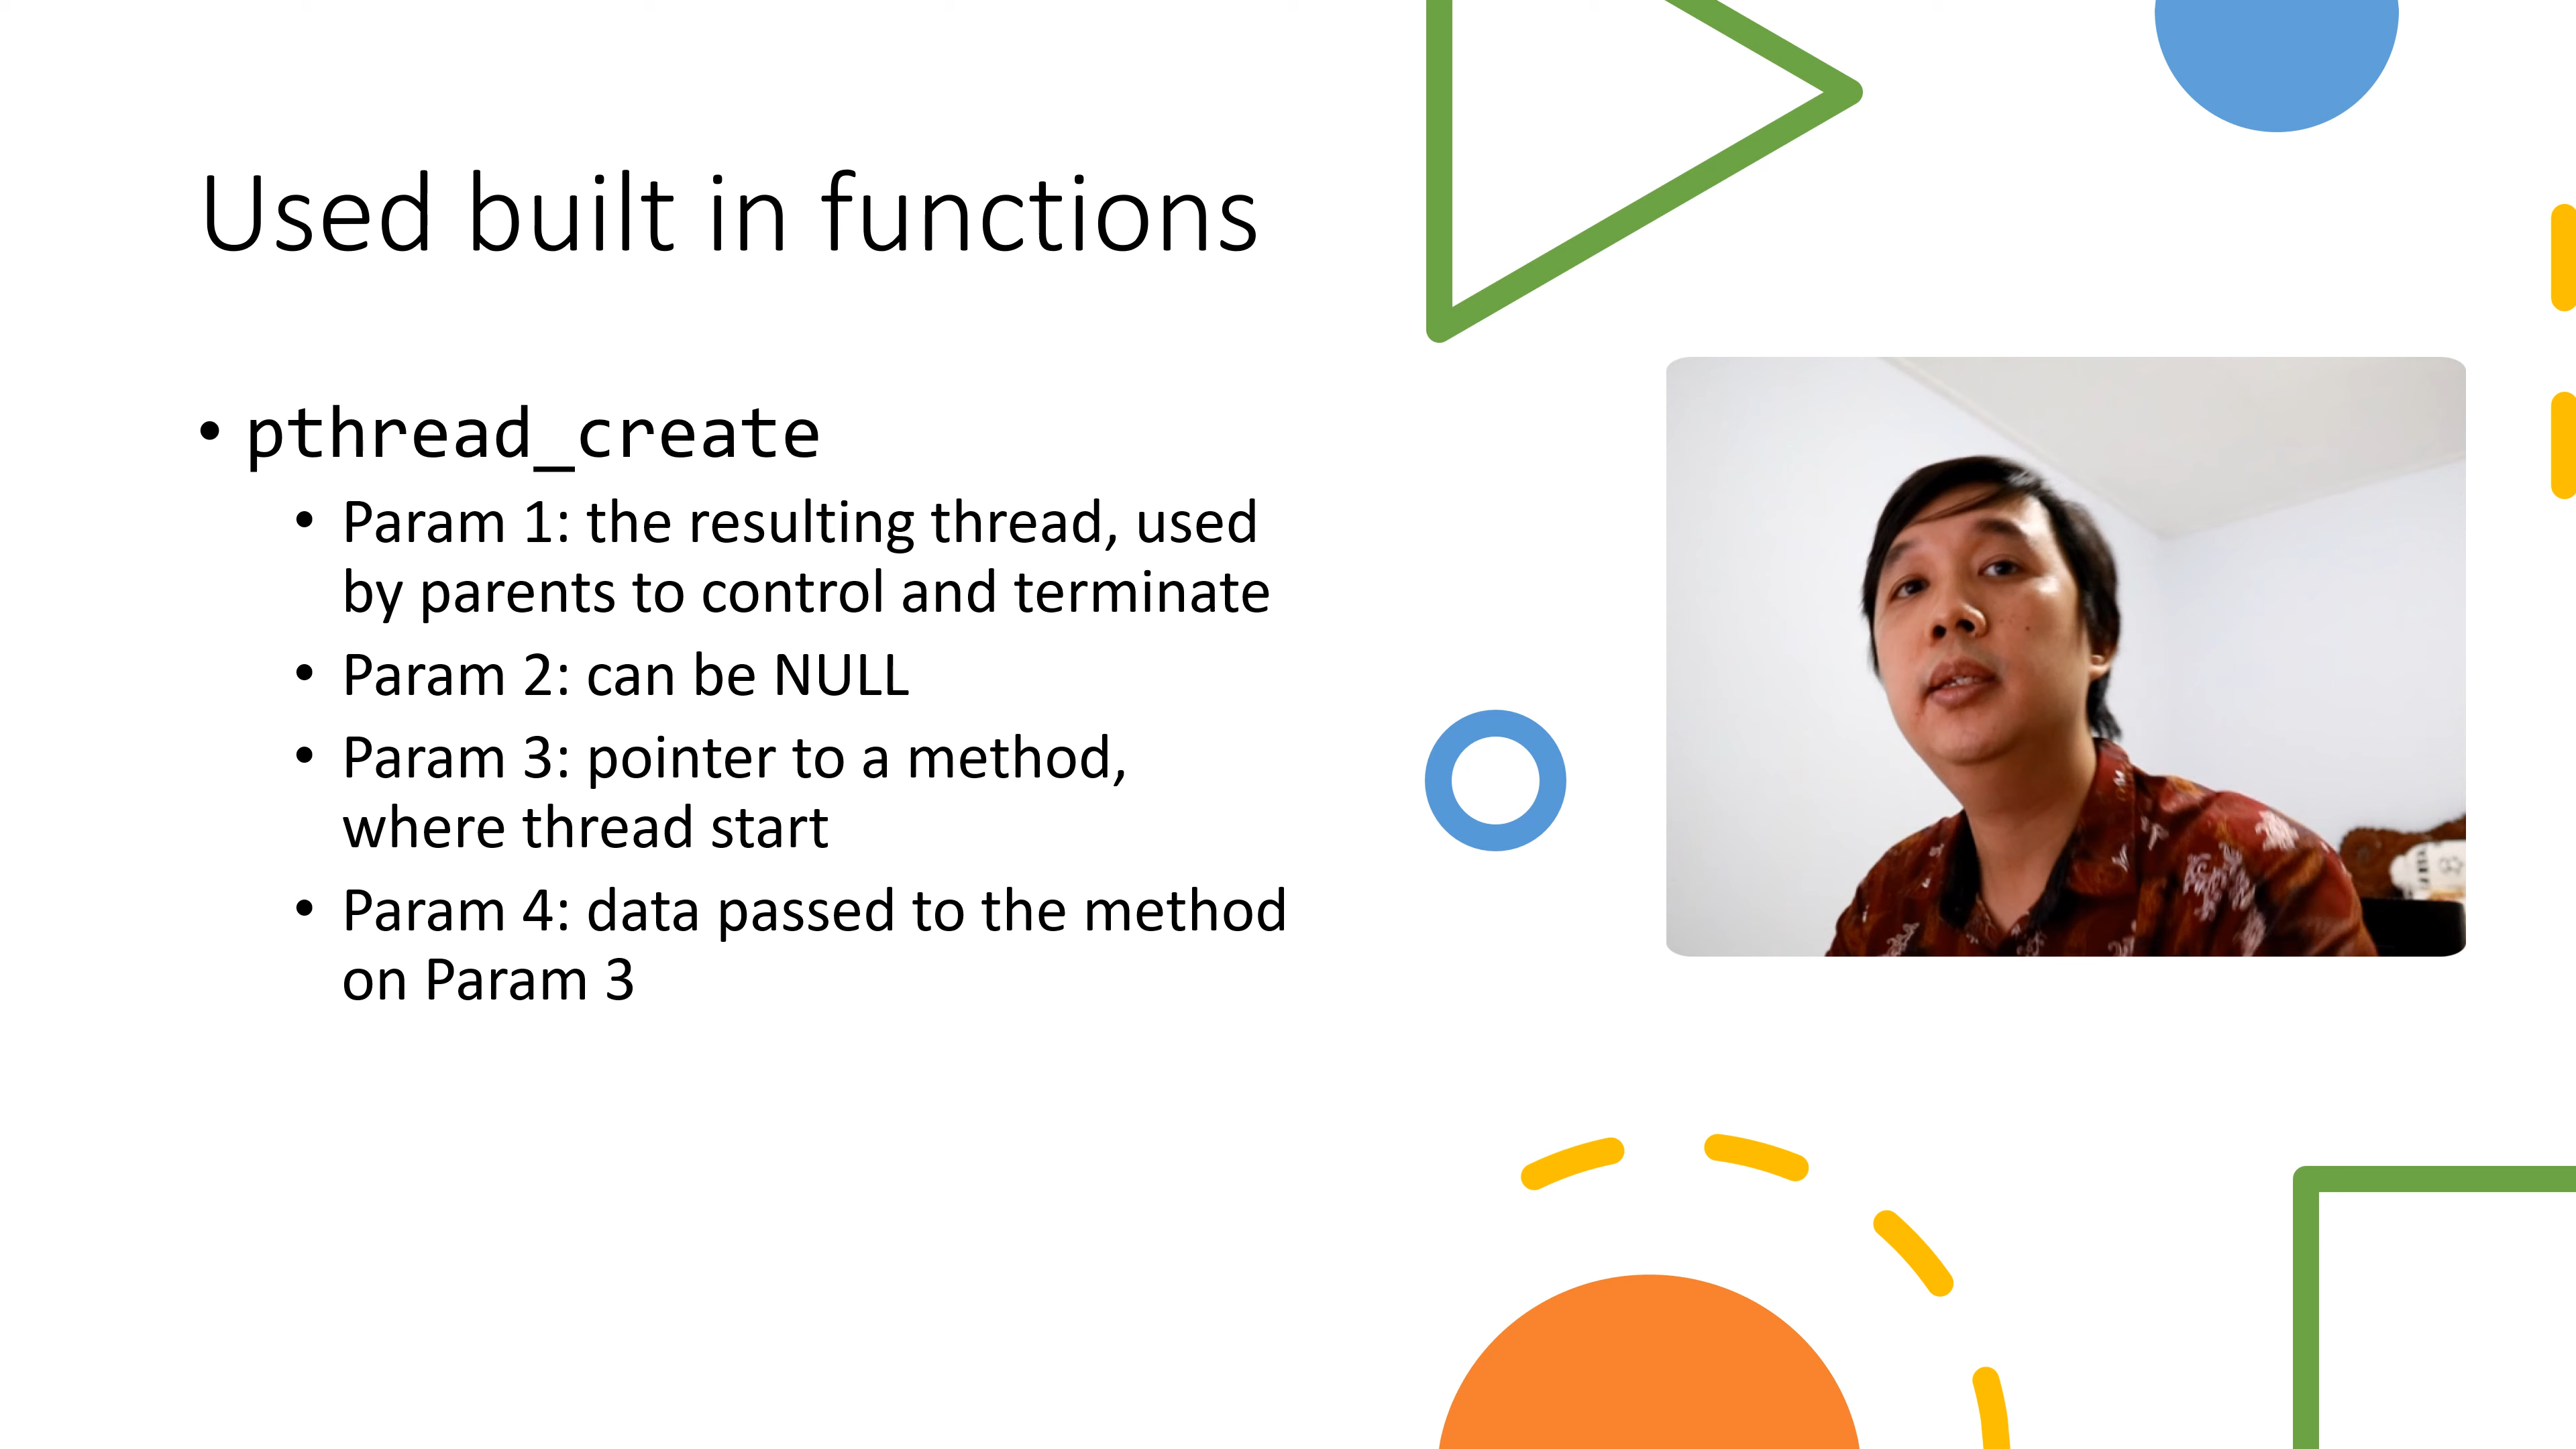 Used built in functions
• pthread_create
• Param 1: the resulting thread, used
by parents to control and terminate
• Param 2: can be NULL
• Param 3: pointer to a method,
where thread start
• Param 4: data passed to the method
on Param 3